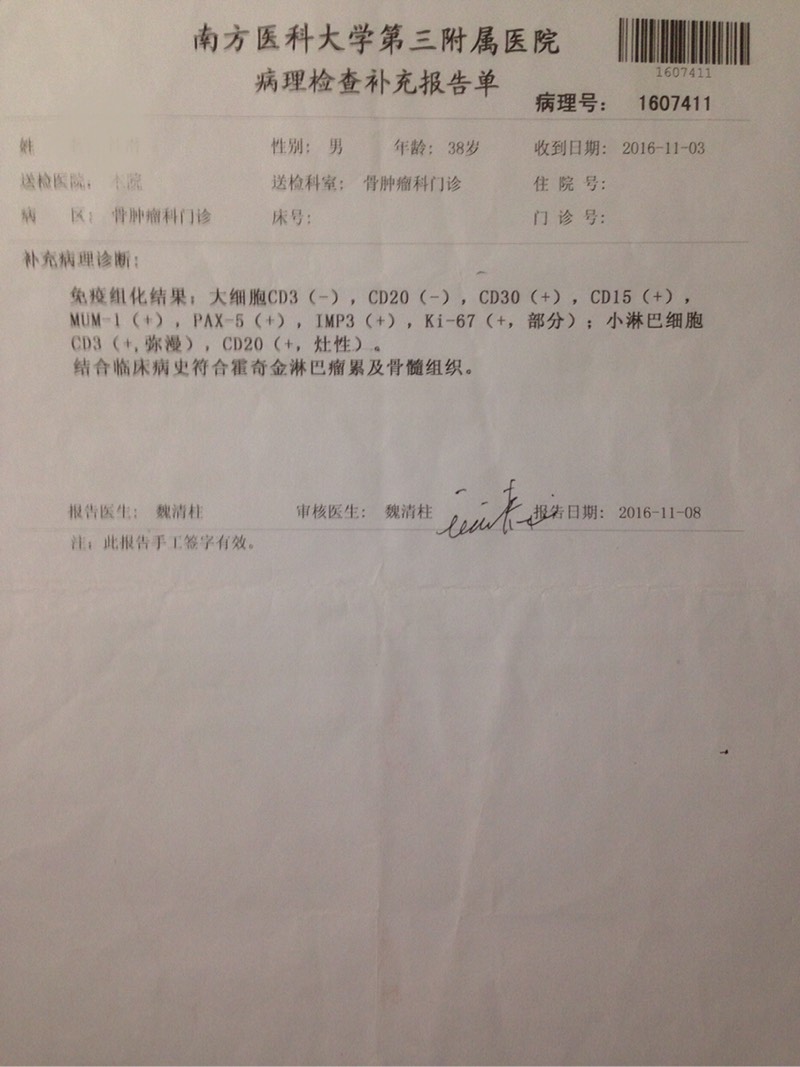 南方医科大学第三附属医院
1607411
病理检查补充报告单
病理号: 1607411
姓
性别: 男 年龄: 38岁 收到日期: 2016-11-03
送检医院: 本院 送检科室: 骨肿瘤科门诊 住 院 号:
病 区: 骨肿瘤科门诊 床号: 门 诊 号:
补充病理诊断:
免疫组化结果: 大细胞CD3(-), CD20(-), CD30(+), CD15(+),
MUM-1(+), PAX-5(+), IMP3(+), Ki-67(+, 部分); 小淋巴细胞
CD3(+,弥漫), CD20(+, 灶性)。
结合临床病史符合霍奇金淋巴瘤累及骨髓组织。
报告医生: 魏清柱 审核医生: 魏清柱 报告日期: 2016-11-08
注: 此报告手工签字有效。